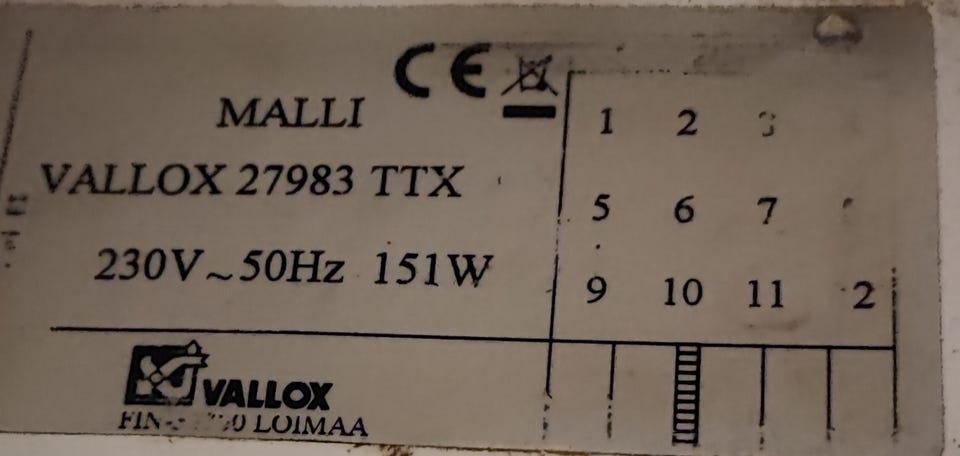 CE
MALLI
VALLOX 27983 TTX
230V~50Hz 151W
1 2 3
5 6 7
9 10 11 2
VALLOX
LOIMAA